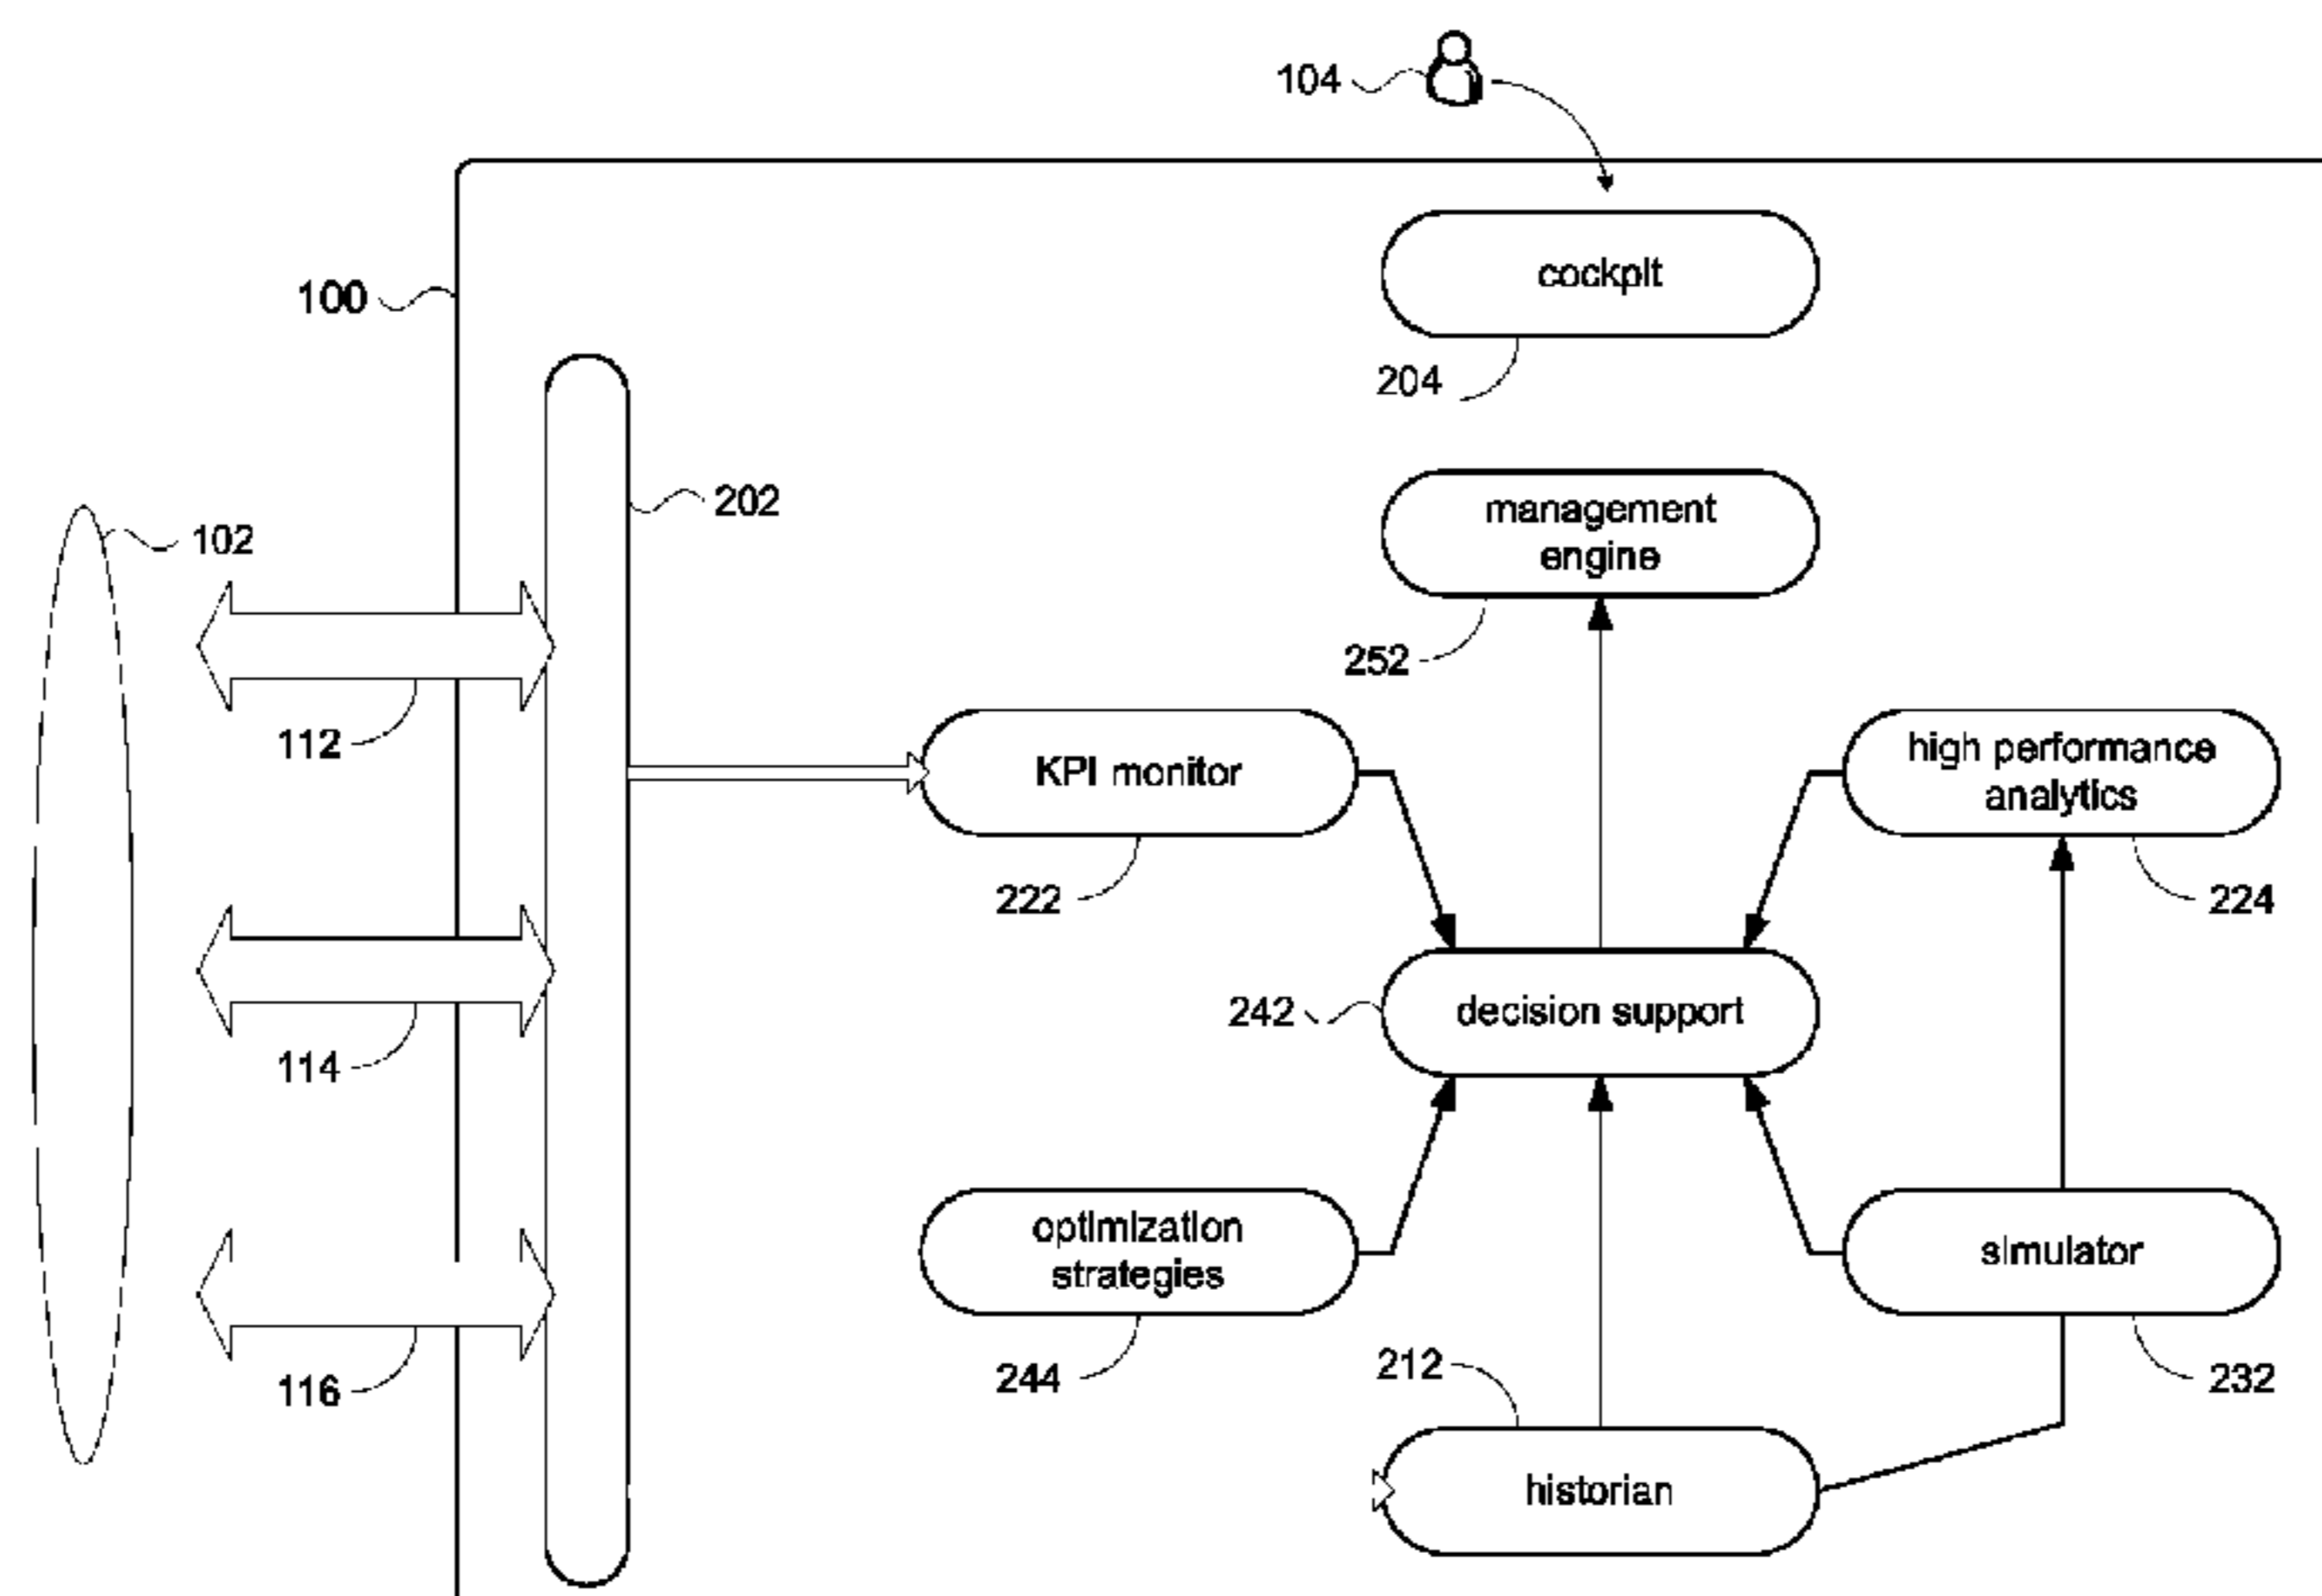 104
cockpit
100
204
202
management
engine
102
252
112
KPI monitor
high performance
analytics
222
224
242
decision support
114
optimization
strategies
simulator
244
212
232
116
historian